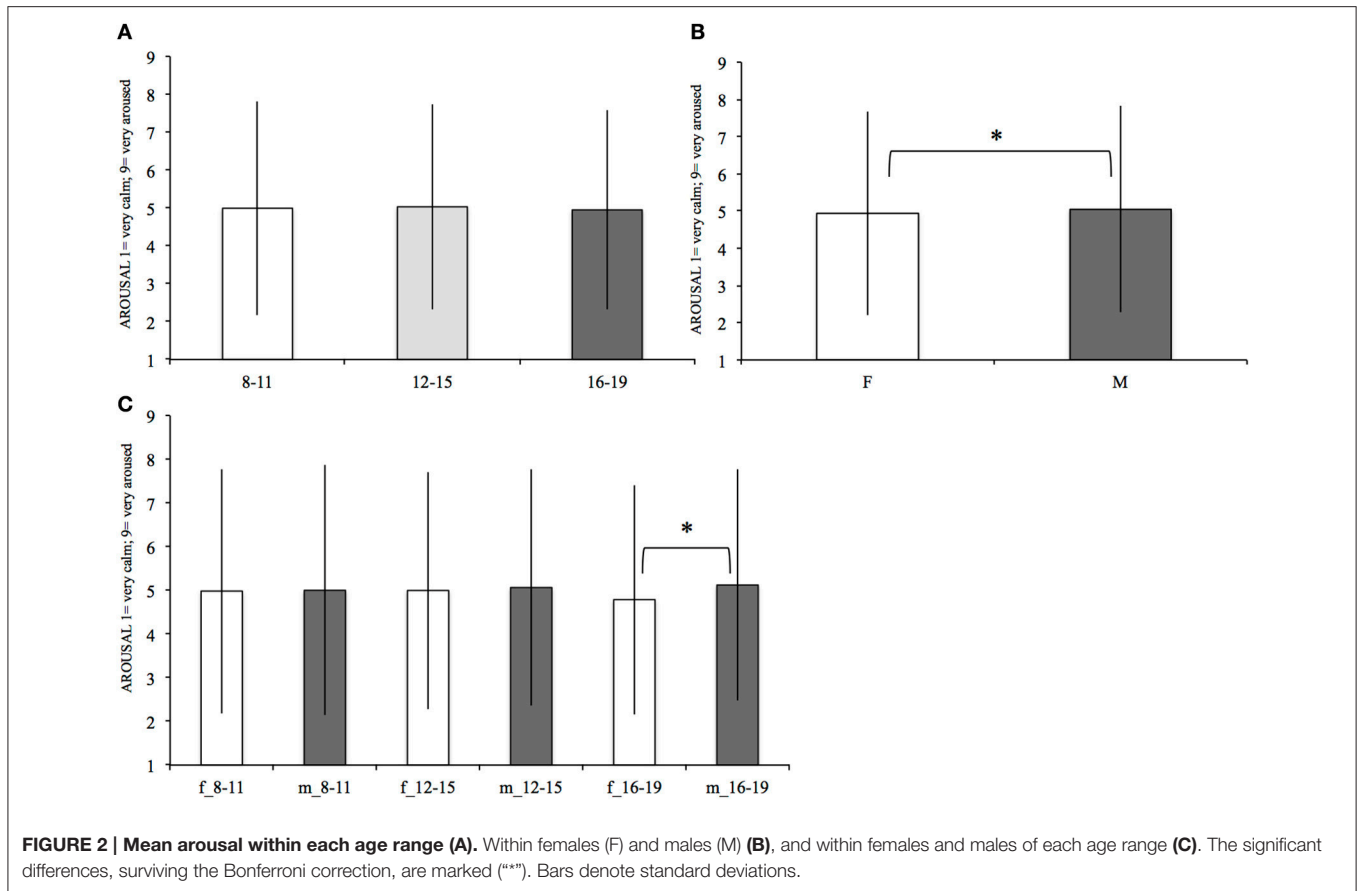 A
AROUSAL 1= very calm; 9= very aroused
9
8
7
6
5
4
3
2
1
8-11 12-15 16-19
B
AROUSAL 1= very calm; 9= very aroused
9
8
7
6
5
4
3
2
1
*
F M
C
AROUSAL 1= very calm; 9= very aroused
9
8
7
6
5
4
3
2
1
*
f_8-11 m_8-11 f_12-15 m_12-15 f_16-19 m_16-19
FIGURE 2 | Mean arousal within each age range (A). Within females (F) and males (M) (B), and within females and males of each age range (C). The significant
differences, surviving the Bonferroni correction, are marked (“*”). Bars denote standard deviations.